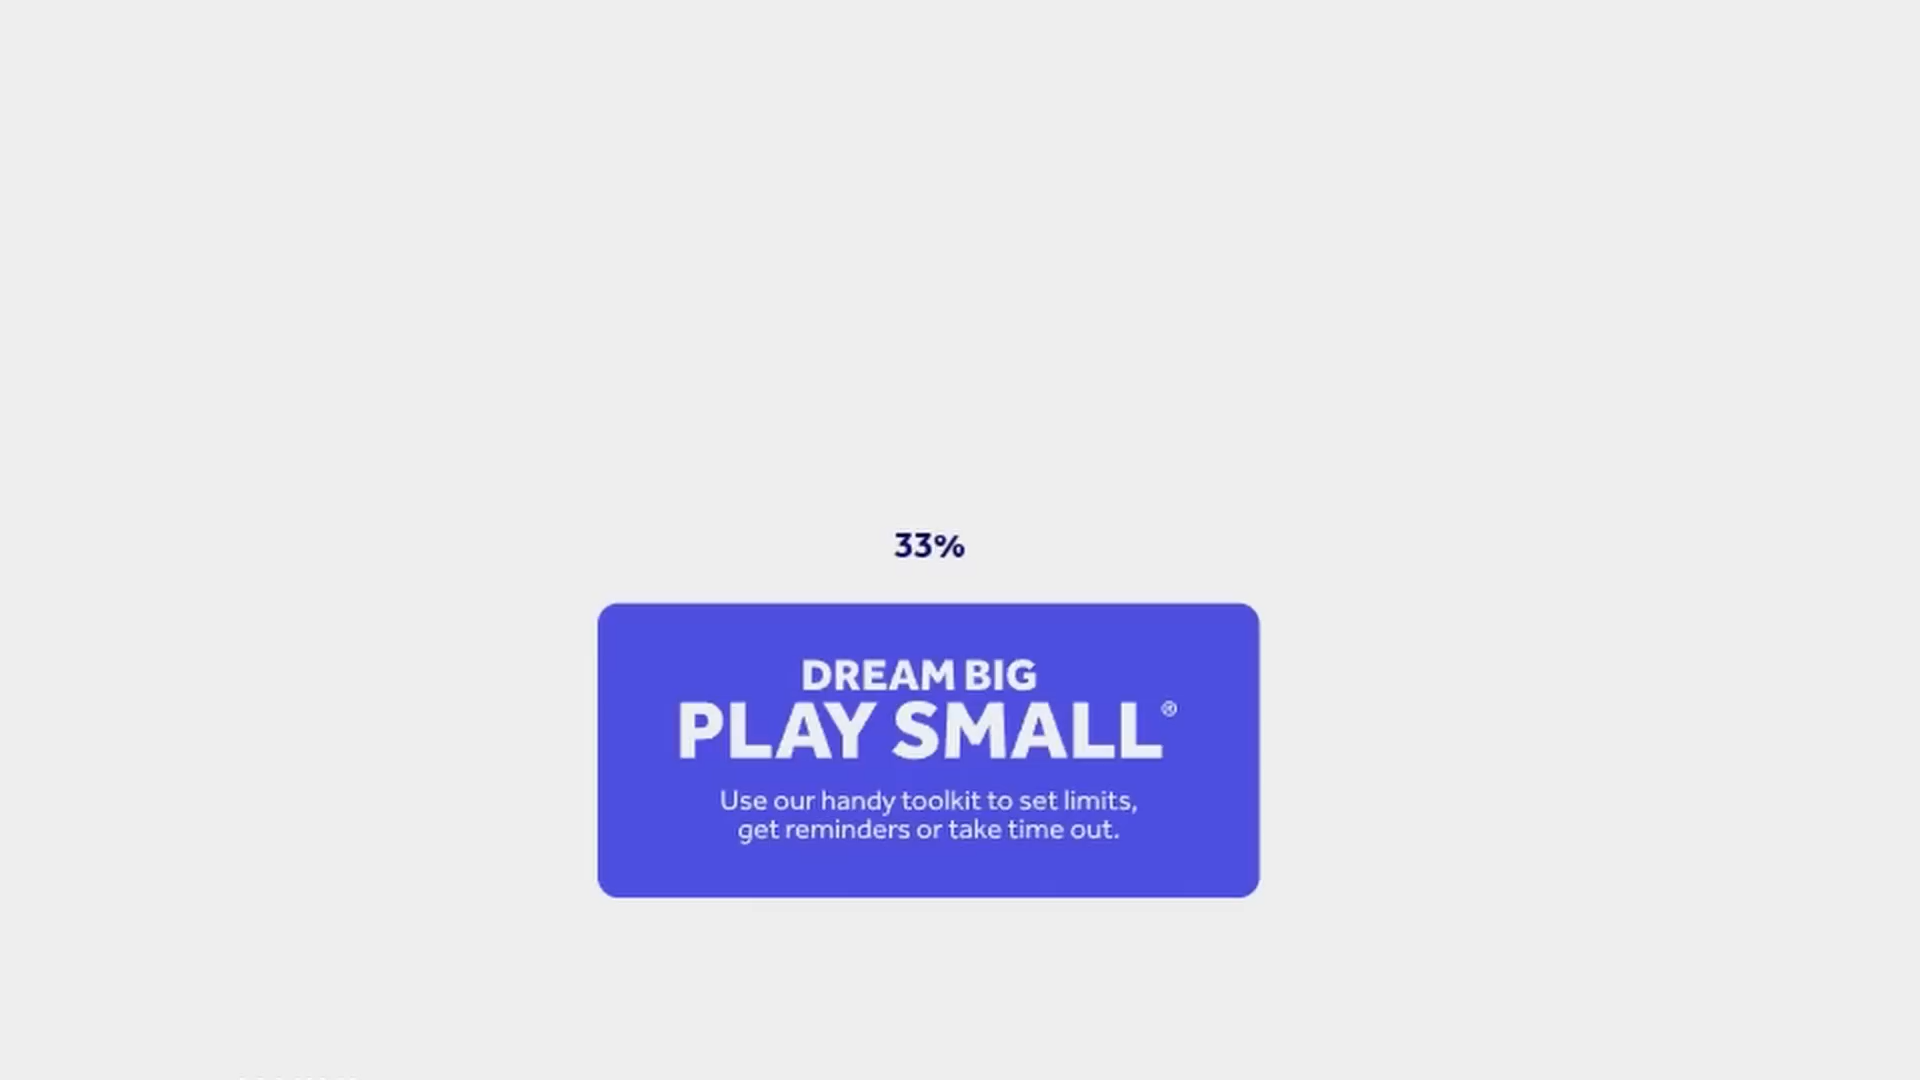 33%
DREAM BIG
PLAY SMALL®
Use our handy toolkit to set limits,
get reminders or take time out.